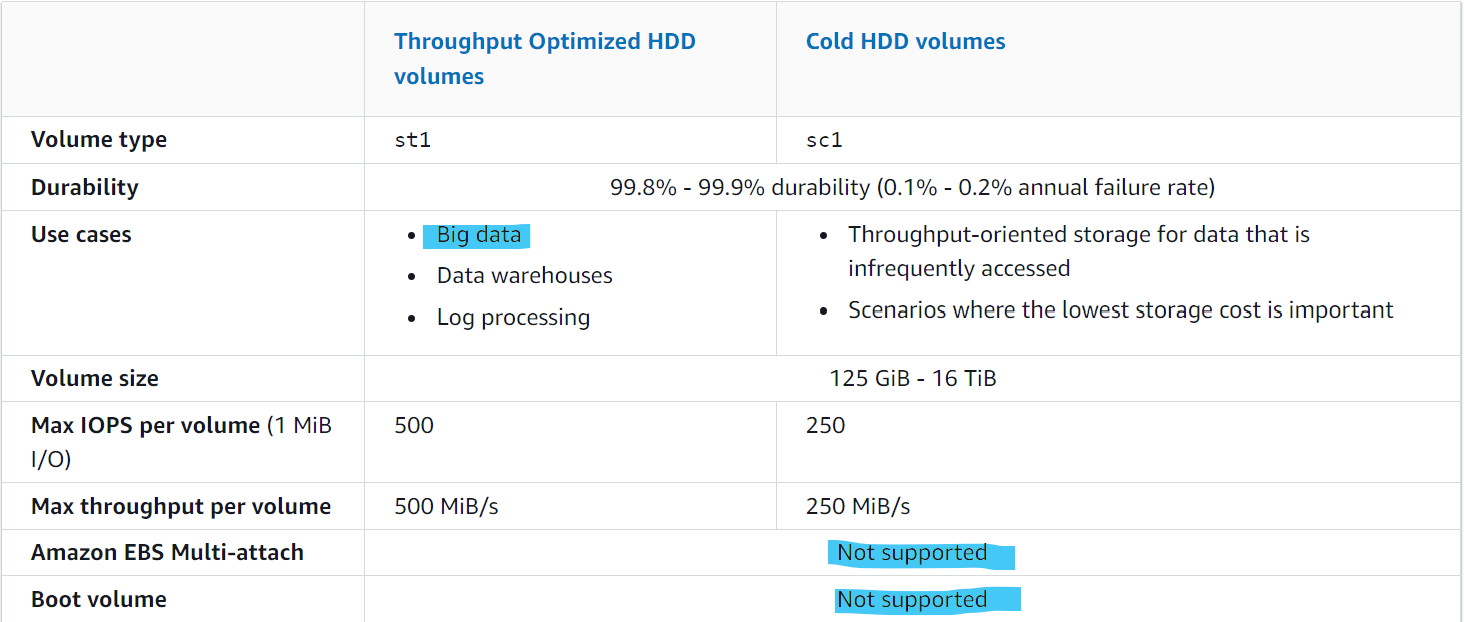 Throughput Optimized HDD
volumes
Cold HDD volumes
Volume type
st1
sc1
Durability
99.8% - 99.9% durability (0.1% - 0.2% annual failure rate)
Use cases
• Big data
• Data warehouses
• Log processing
• Throughput-oriented storage for data that is
infrequently accessed
• Scenarios where the lowest storage cost is important
Volume size
125 GiB - 16 TiB
Max IOPS per volume (1 MiB
I/O)
500
250
Max throughput per volume
500 MiB/s
250 MiB/s
Amazon EBS Multi-attach
Not supported
Boot volume
Not supported